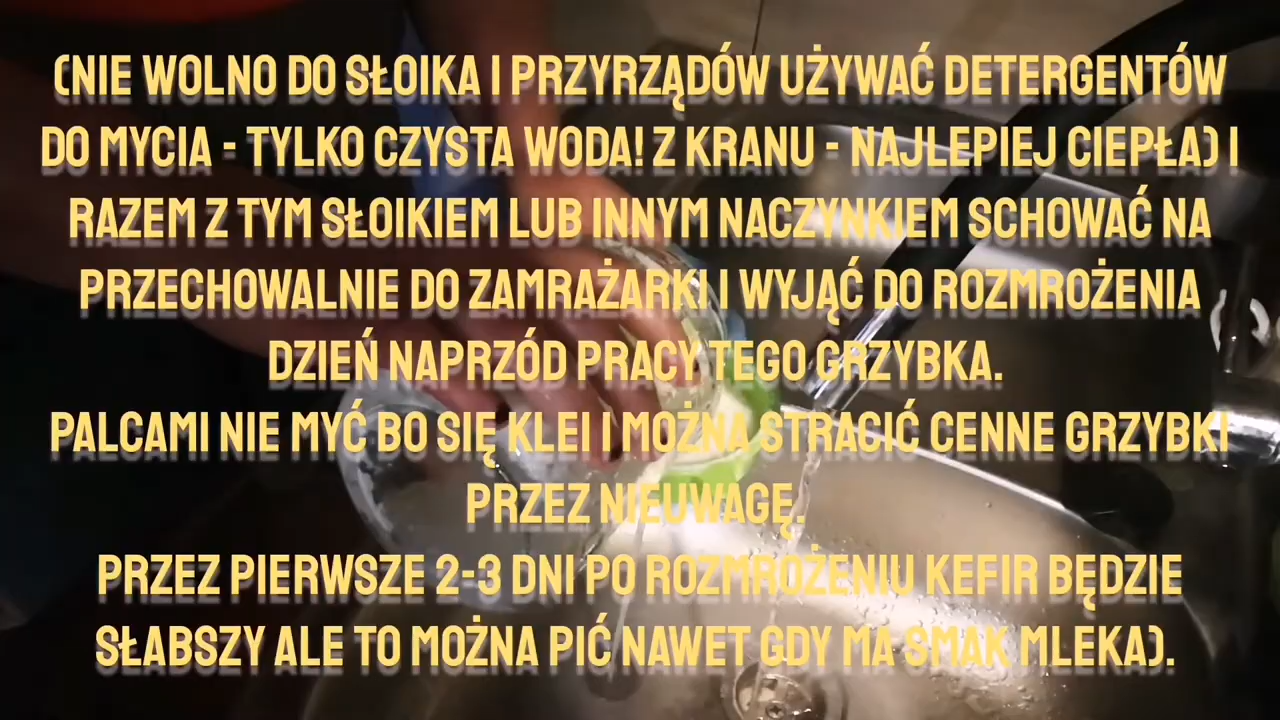 (NIE WOLNO DO SŁOIKA I PRZYRZĄDÓW UŻYWAĆ DETERGENTÓW
DO MYCIA - TYLKO CZYSTA WODA! Z KRANU - NAJLEPIEJ CIEPŁA) I
RAZEM Z TYM SŁOIKIEM LUB INNYM NACZYNKIEM SCHOWAĆ NA
PRZECHOWALNIE DO ZAMRAŻARKI I WYJĄĆ DO ROZMROŻENIA
DZIEŃ NAPRZÓD PRACY TEGO GRZYBKA.
PALCAMI NIE MYĆ BO SIĘ KLEI I MOŻNA STRACIĆ CENNE GRZYBKI
PRZEZ NIEUWAGĘ.
PRZEZ PIERWSZE 2-3 DNI PO ROZMROŻENIU KEFIR BĘDZIE
SŁABSZY ALE TO MOŻNA PIĆ NAWET GDY MA SMAK MLEKA).